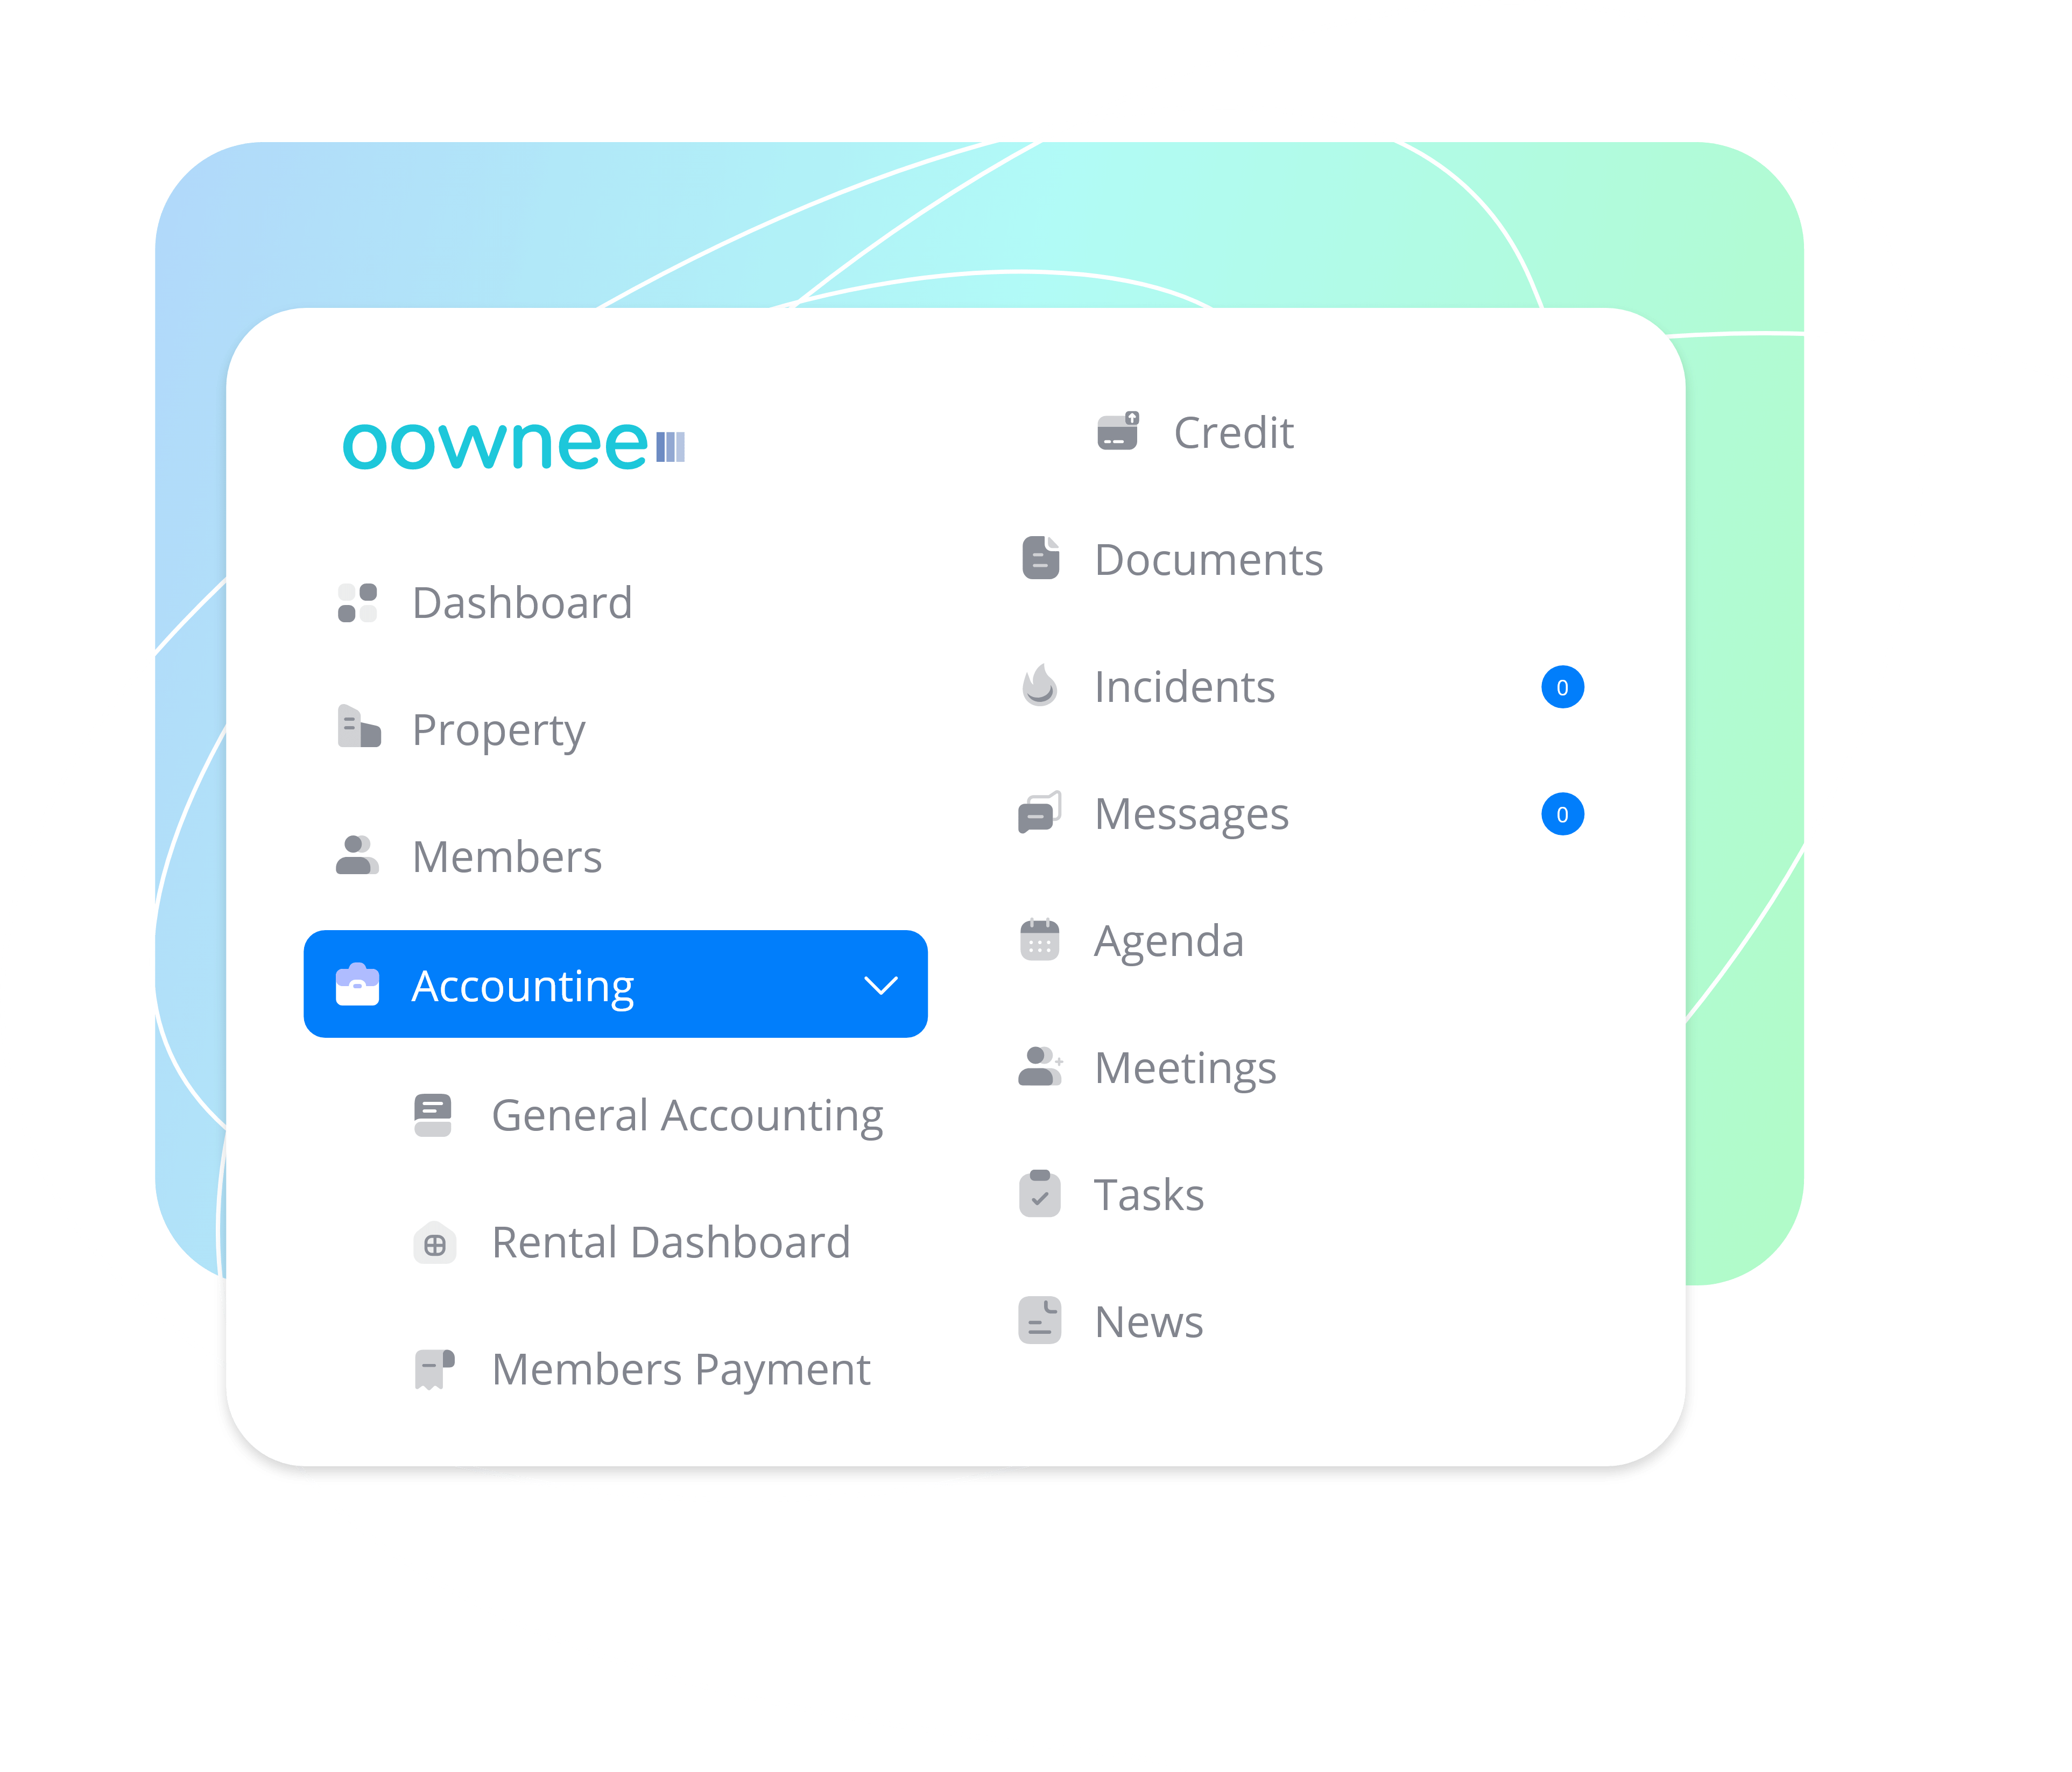 oownee
Dashboard
Property
Members
Accounting
General Accounting
Rental Dashboard
Members Payment
Credit
Documents
Incidents 0
Messages 0
Agenda
Meetings
Tasks
News